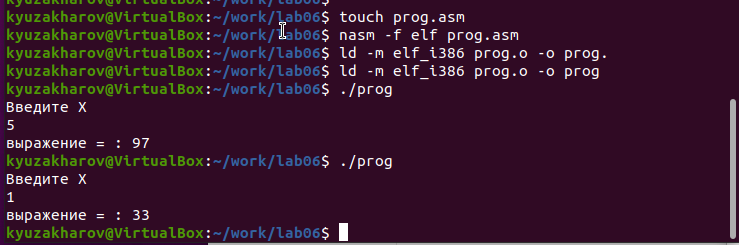 kyuzakharov@VirtualBox:~/work/lab06$ touch prog.asm
kyuzakharov@VirtualBox:~/work/lab06$ nasm -f elf prog.asm
kyuzakharov@VirtualBox:~/work/lab06$ ld -m elf_i386 prog.o -o prog.
kyuzakharov@VirtualBox:~/work/lab06$ ld -m elf_i386 prog.o -o prog
kyuzakharov@VirtualBox:~/work/lab06$ ./prog
Введите X
5
выражение = : 97
kyuzakharov@VirtualBox:~/work/lab06$ ./prog
Введите X
1
выражение = : 33
kyuzakharov@VirtualBox:~/work/lab06$